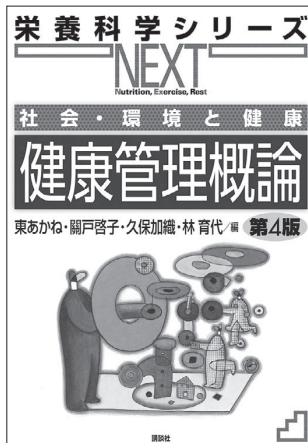 栄養科学シリーズ
NEXT
Nutrition, Exercise, Rest
社会・環境と健康
健康管理概論
東あかね・關戸啓子・久保加織・林 育代/編 第4版
講談社